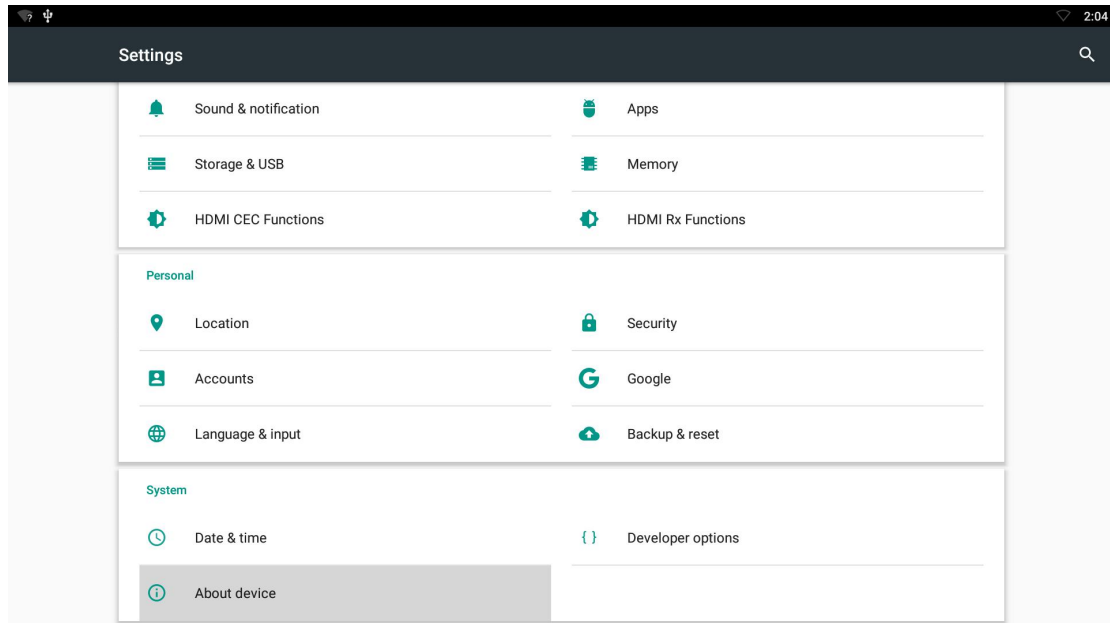 2:04
Settings
Sound & notification
Apps
Storage & USB
Memory
HDMI CEC Functions
HDMI Rx Functions
Personal
Location
Security
Accounts
Google
Language & input
Backup & reset
System
Date & time
{ } Developer options
About device